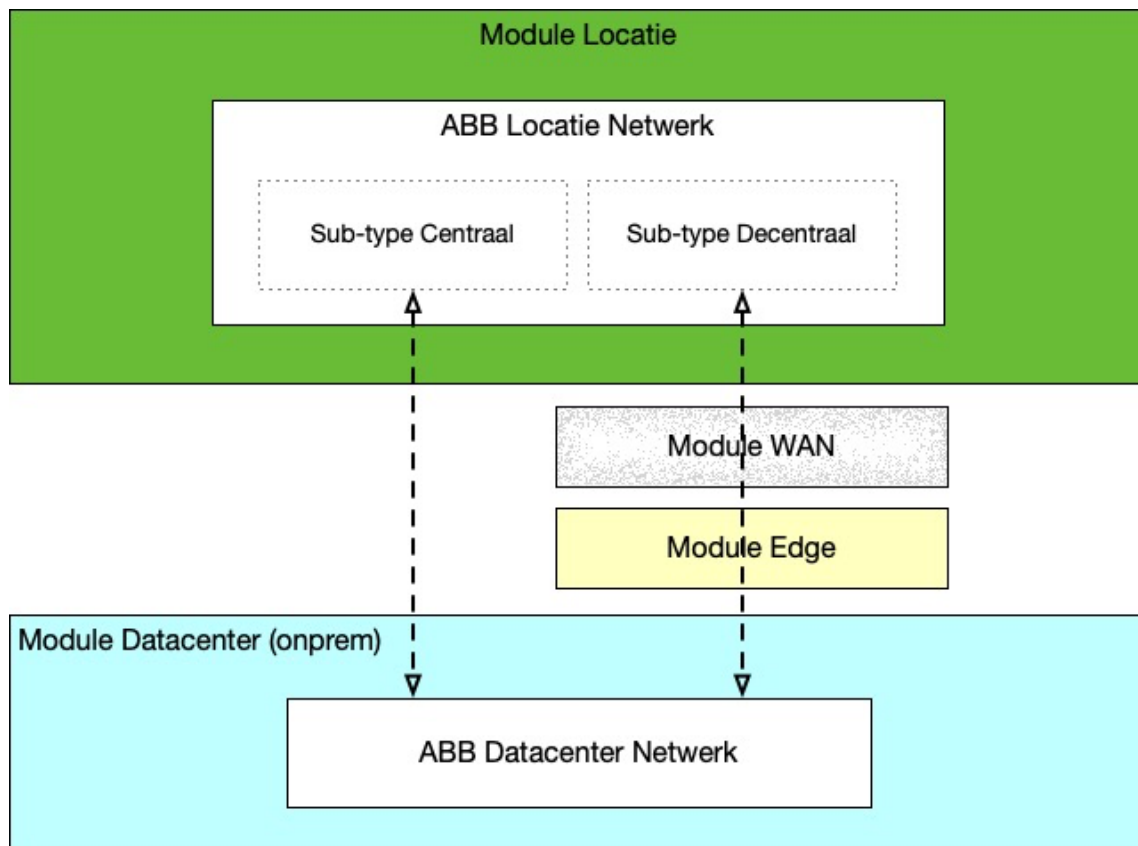 Module Locatie
ABB Locatie Netwerk
Sub-type Centraal
Sub-type Decentraal
Module WAN
Module Edge
Module Datacenter (onprem)
ABB Datacenter Netwerk